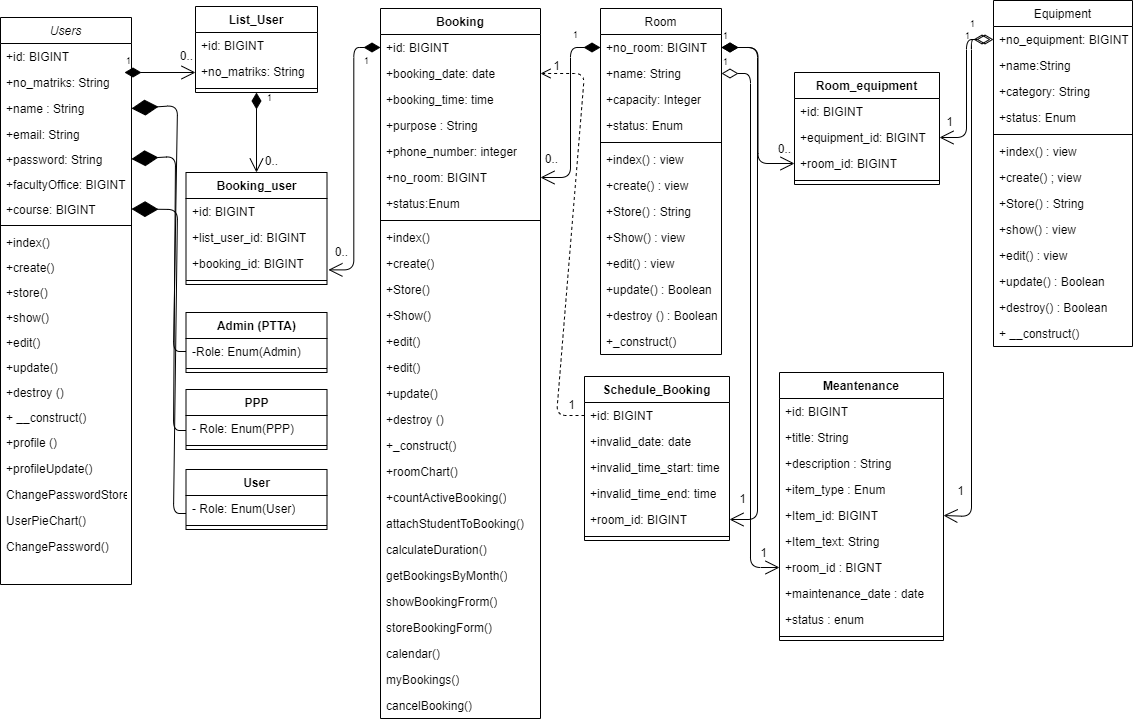 Users
+id: BIGINT
+no_matriks: String
+name : String
+email: String
+password: String
+facultyOffice: BIGINT
+course: BIGINT
+index()
+create()
+store()
+show()
+edit()
+update()
+destroy ()
+ __construct()
+profile ()
+profileUpdate()
ChangePasswordStore
UserPieChart()
ChangePassword()
1
0..
List_User
+id: BIGINT
+no_matriks: String
1
0..
Booking_user
+id: BIGINT
+list_user_id: BIGINT
+booking_id: BIGINT
Admin (PTTA)
-Role: Enum(Admin)
PPP
- Role: Enum(PPP)
User
- Role: Enum(User)
1
0..
Booking
+id: BIGINT
+booking_date: date
+booking_time: time
+purpose : String
+phone_number: integer
+no_room: BIGINT
+status:Enum
+index()
+create()
+Store()
+Show()
+edit()
+edit()
+update()
+destroy ()
+_construct()
+roomChart()
+countActiveBooking()
attachStudentToBooking()
calculateDuration()
getBookingsByMonth()
showBookingFrorm()
storeBookingForm()
calendar()
myBookings()
cancelBooking()
1
1
0..
1
Room
+no_room: BIGINT
+name: String
+capacity: Integer
+status: Enum
+index() : view
+create() : view
+Store() : String
+Show() : view
+edit() : view
+update() : Boolean
+destroy () : Boolean
+_construct()
Schedule_Booking
+id: BIGINT
+invalid_date: date
+invalid_time_start: time
+invalid_time_end: time
+room_id: BIGINT
1
1
0..
1
1
Room_equipment
+id: BIGINT
+equipment_id: BIGINT
+room_id: BIGINT
Meantenance
+id: BIGINT
+title: String
+description : String
+item_type : Enum
+Item_id: BIGINT
+Item_text: String
+room_id : BIGNT
+maintenance_date : date
+status : enum
1
1
1
1
Equipment
+no_equipment: BIGINT
+name:String
+category: String
+status: Enum
+index() : view
+create() ; view
+Store() : String
+show() : view
+edit() : view
+update() : Boolean
+destroy() : Boolean
+ __construct()